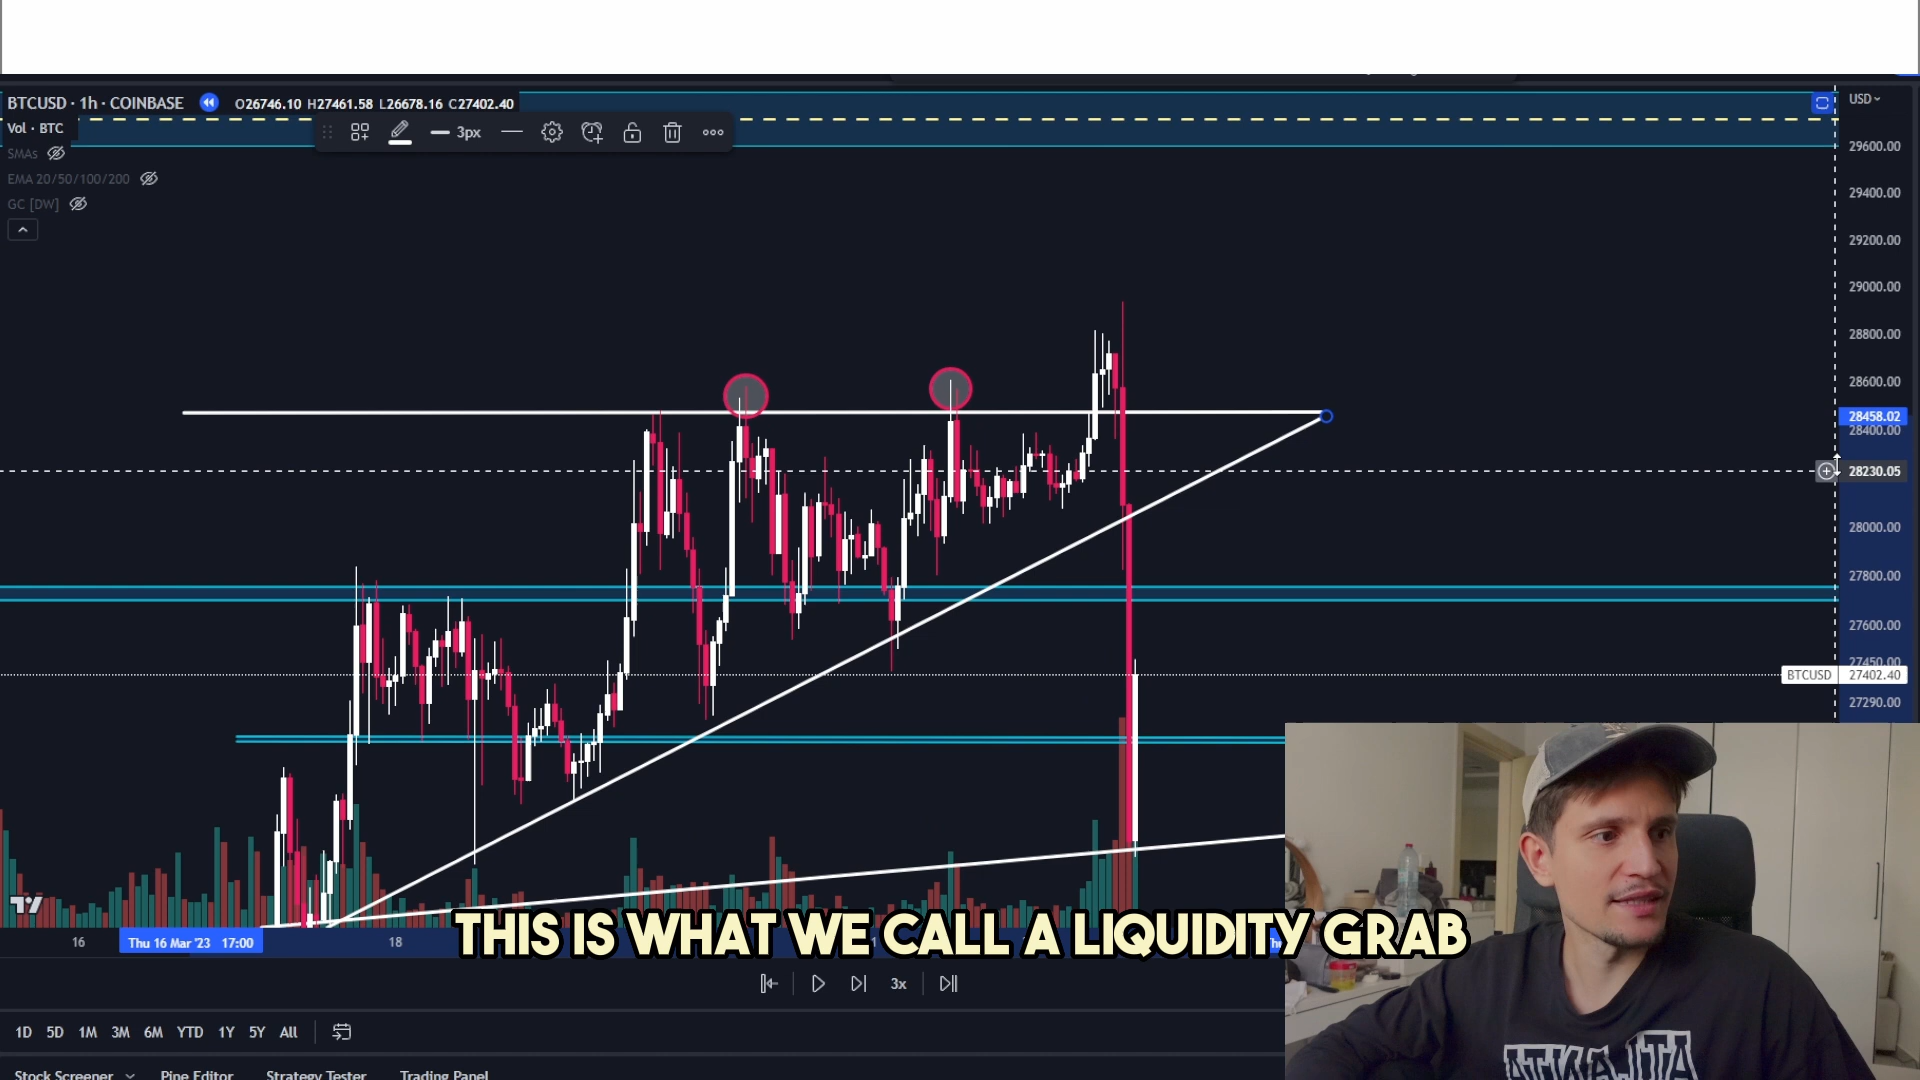 BTCUSD · 1h · COINBASE O26746.10 H27461.58 L26678.16 C27402.40
USD
Vol · BTC
3px
SMAs
EMA 20/50/100/200
GC [DW]
29600.00
29400.00
29200.00
29000.00
28800.00
28600.00
28458.02
28400.00
28230.05
28000.00
27800.00
27600.00
27450.00
BTCUSD 27402.40
27290.00
16 Thu 16 Mar '23 17:00 18
THIS IS WHAT WE CALL A LIQUIDITY GRAB
3x
1D 5D 1M 3M 6M YTD 1Y 5Y All
Stock Screener Pine Editor Strategy Tester Trading Panel